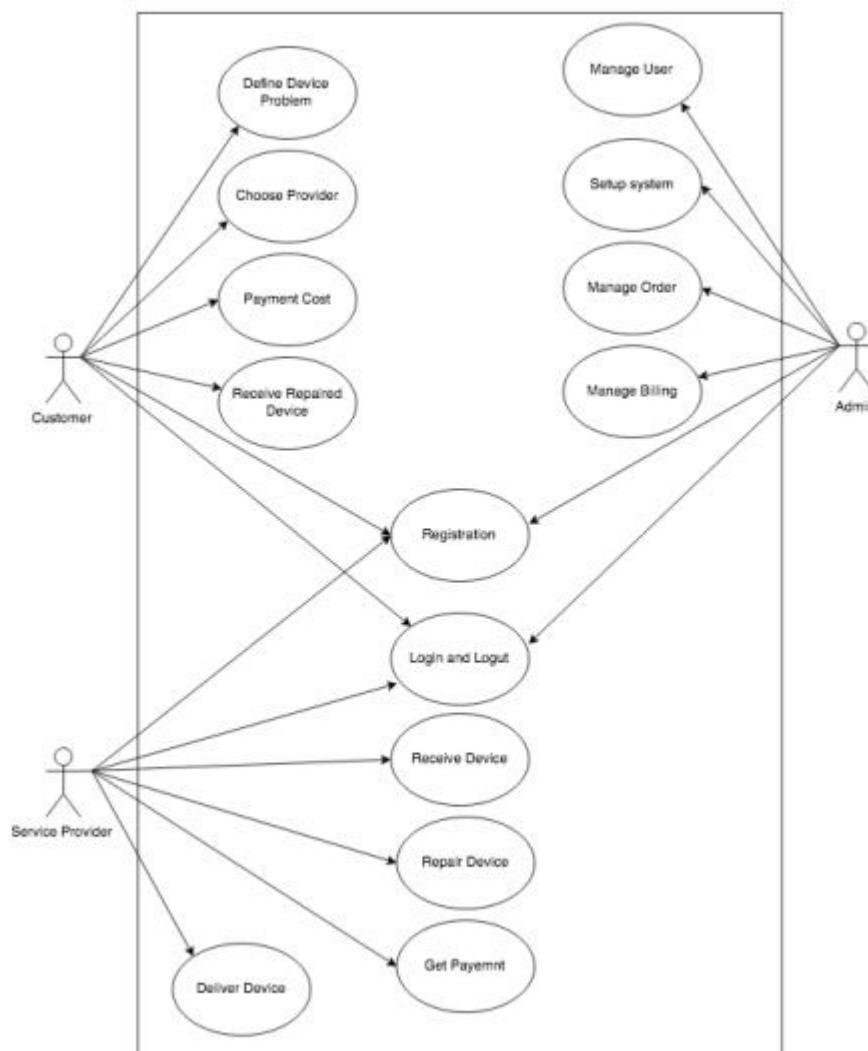 Define Device
Problem
Manage User
Choose Provider
Setup system
Payment Cost
Manage Order
Receive Repaired
Device
Manage Billing
Customer
Admi
Registration
Login and Logut
Receive Device
Service Provider
Repair Device
Get Payemnt
Deliver Device